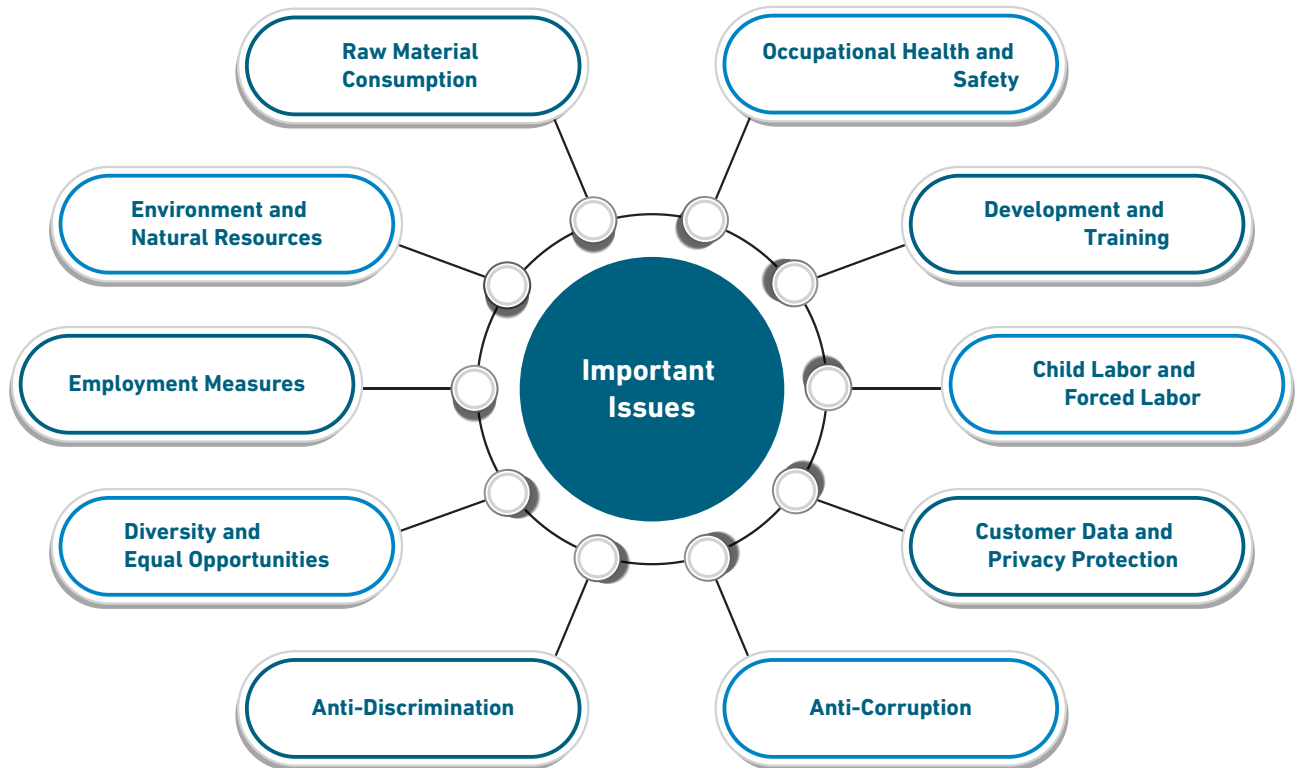 Raw Material
Consumption
Occupational Health and
Safety
Environment and
Natural Resources
Development and
Training
Employment Measures
Important
Issues
Child Labor and
Forced Labor
Diversity and
Equal Opportunities
Customer Data and
Privacy Protection
Anti-Discrimination
Anti-Corruption